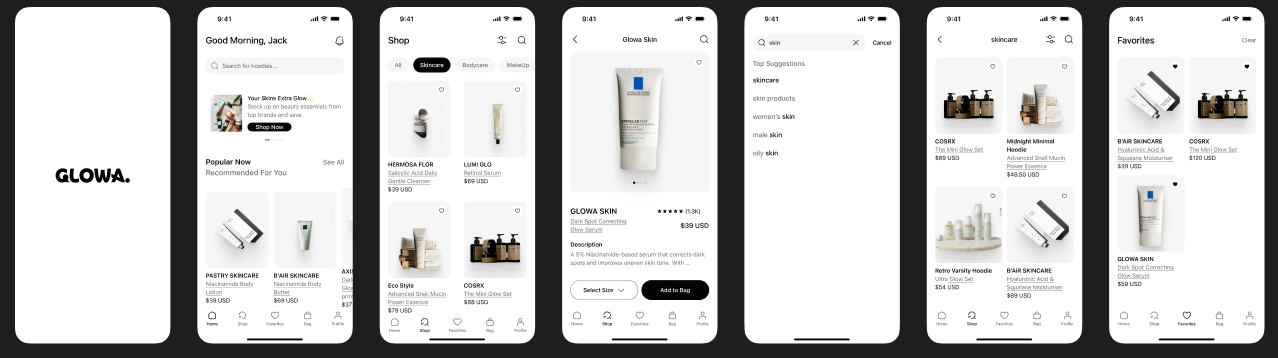 GLOWA.
9:41
Good Morning, Jack
Search for hoodies...
Your Skins Extra Glow
Stock up on beauty essentials from
top brands and save.
Shop Now
Popular Now
See All
Recommended For You
PASTRY SKINCARE
Niacinamide Body
Lotion
$39 USD
B'AIR SKINCARE
Niacinamide Body
Butter
$69 USD
Home
Shop
Favorites
Bag
Profile
9:41
Shop
All
Skincare
Bodycare
MakeUp
HERMOSA FLOR
Salicylic Acid Daily
Gentle Cleanser
$39 USD
LUMI GLO
Retinol Serum
$69 USD
Eco Style
Advanced Snail Mucin
Power Essence
$79 USD
COSRX
The Mini Glow Set
$88 USD
Home
Shop
Favorites
Bag
Profile
9:41
Glowa Skin
LA ROCHE-POSAY
EFFACLAR MAT
GLOWA SKIN
★★★★★ (1.3K)
Dark Spot Correcting
Glow Serum
$39 USD
Description
A 5% Niacinamide-based serum that corrects dark
spots and improves uneven skin tone. With ...
Select Size
Add to Bag
Home
Shop
Favorites
Bag
Profile
9:41
skin
Cancel
Top Suggestions
skincare
skin products
women's skin
male skin
oily skin
9:41
skincare
COSRX
The Mini Glow Set
$69 USD
Midnight Minimal
Hoodie
Advanced Snail Mucin
Power Essence
$48.50 USD
Retro Varsity Hoodie
Ultra Glow Set
$54 USD
B'AIR SKINCARE
Hyaluronic Acid &
Squalane Moisturiser
$69 USD
Home
Shop
Favorites
Bag
Profile
9:41
Favorites
Clear
B'AIR SKINCARE
Hyaluronic Acid &
Squalane Moisturiser
$39 USD
COSRX
The Mini Glow Set
$120 USD
GLOWA SKIN
Dark Spot Correcting
Glow Serum
$59 USD
Home
Shop
Favorites
Bag
Profile